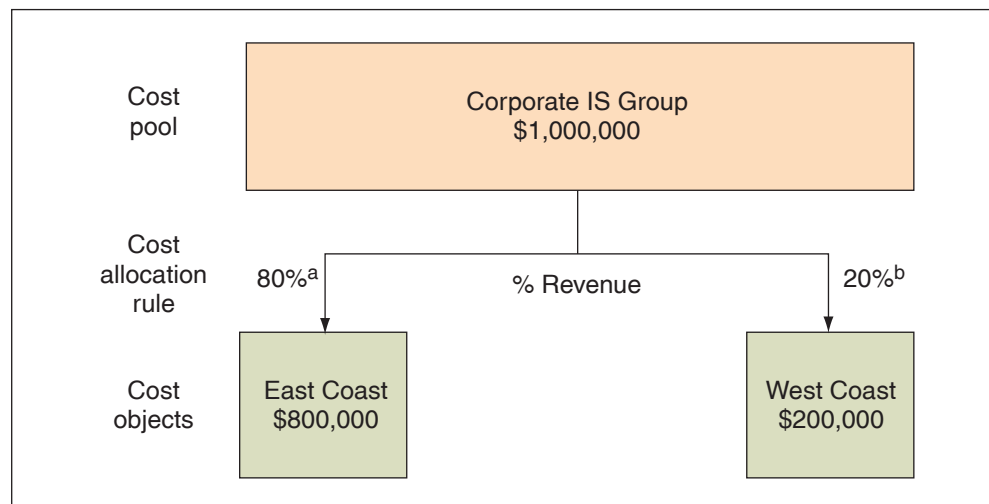 Cost
pool
Corporate IS Group
$1,000,000
Cost
allocation
rule
80%ᵃ
% Revenue
20%ᵇ
Cost
objects
East Coast
$800,000
West Coast
$200,000